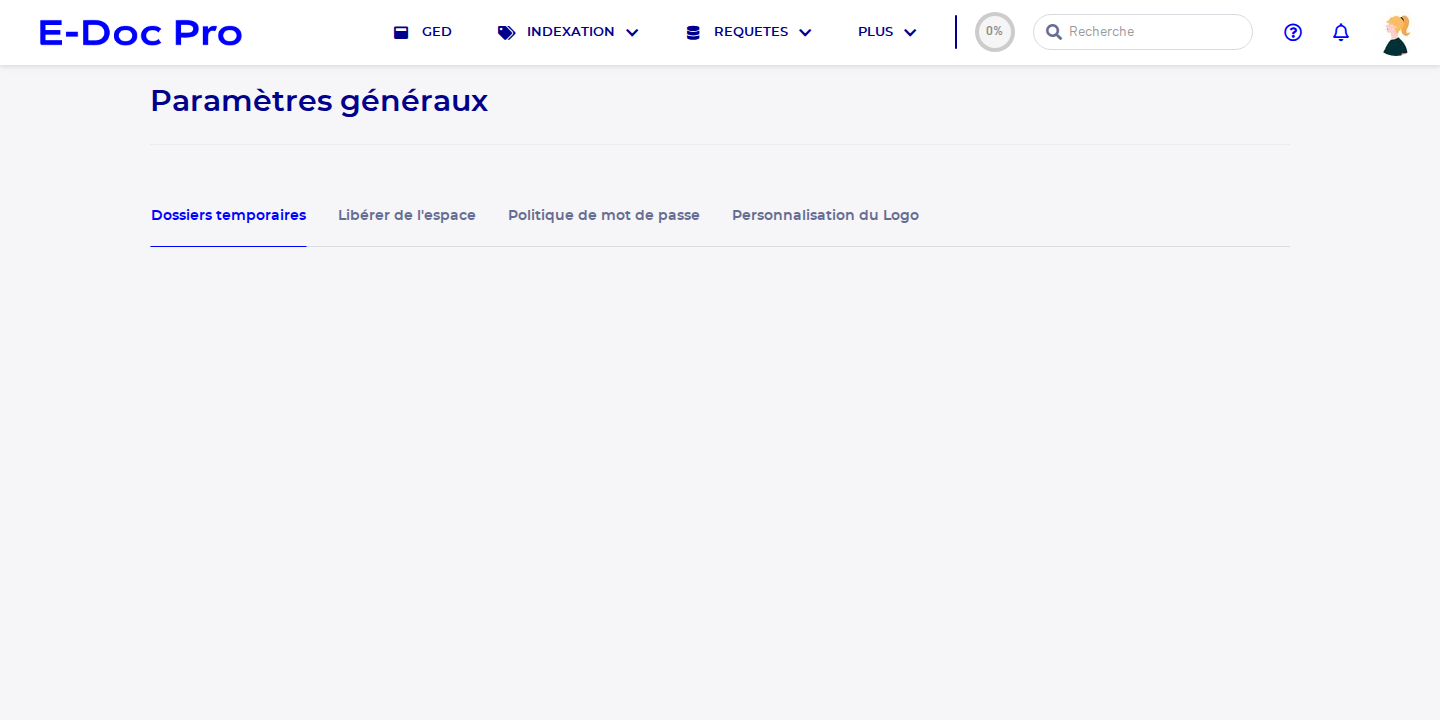 E-Doc Pro
GED
INDEXATION
REQUETES
PLUS
0%
Recherche
Paramètres généraux
Dossiers temporaires
Libérer de l'espace
Politique de mot de passe
Personnalisation du Logo